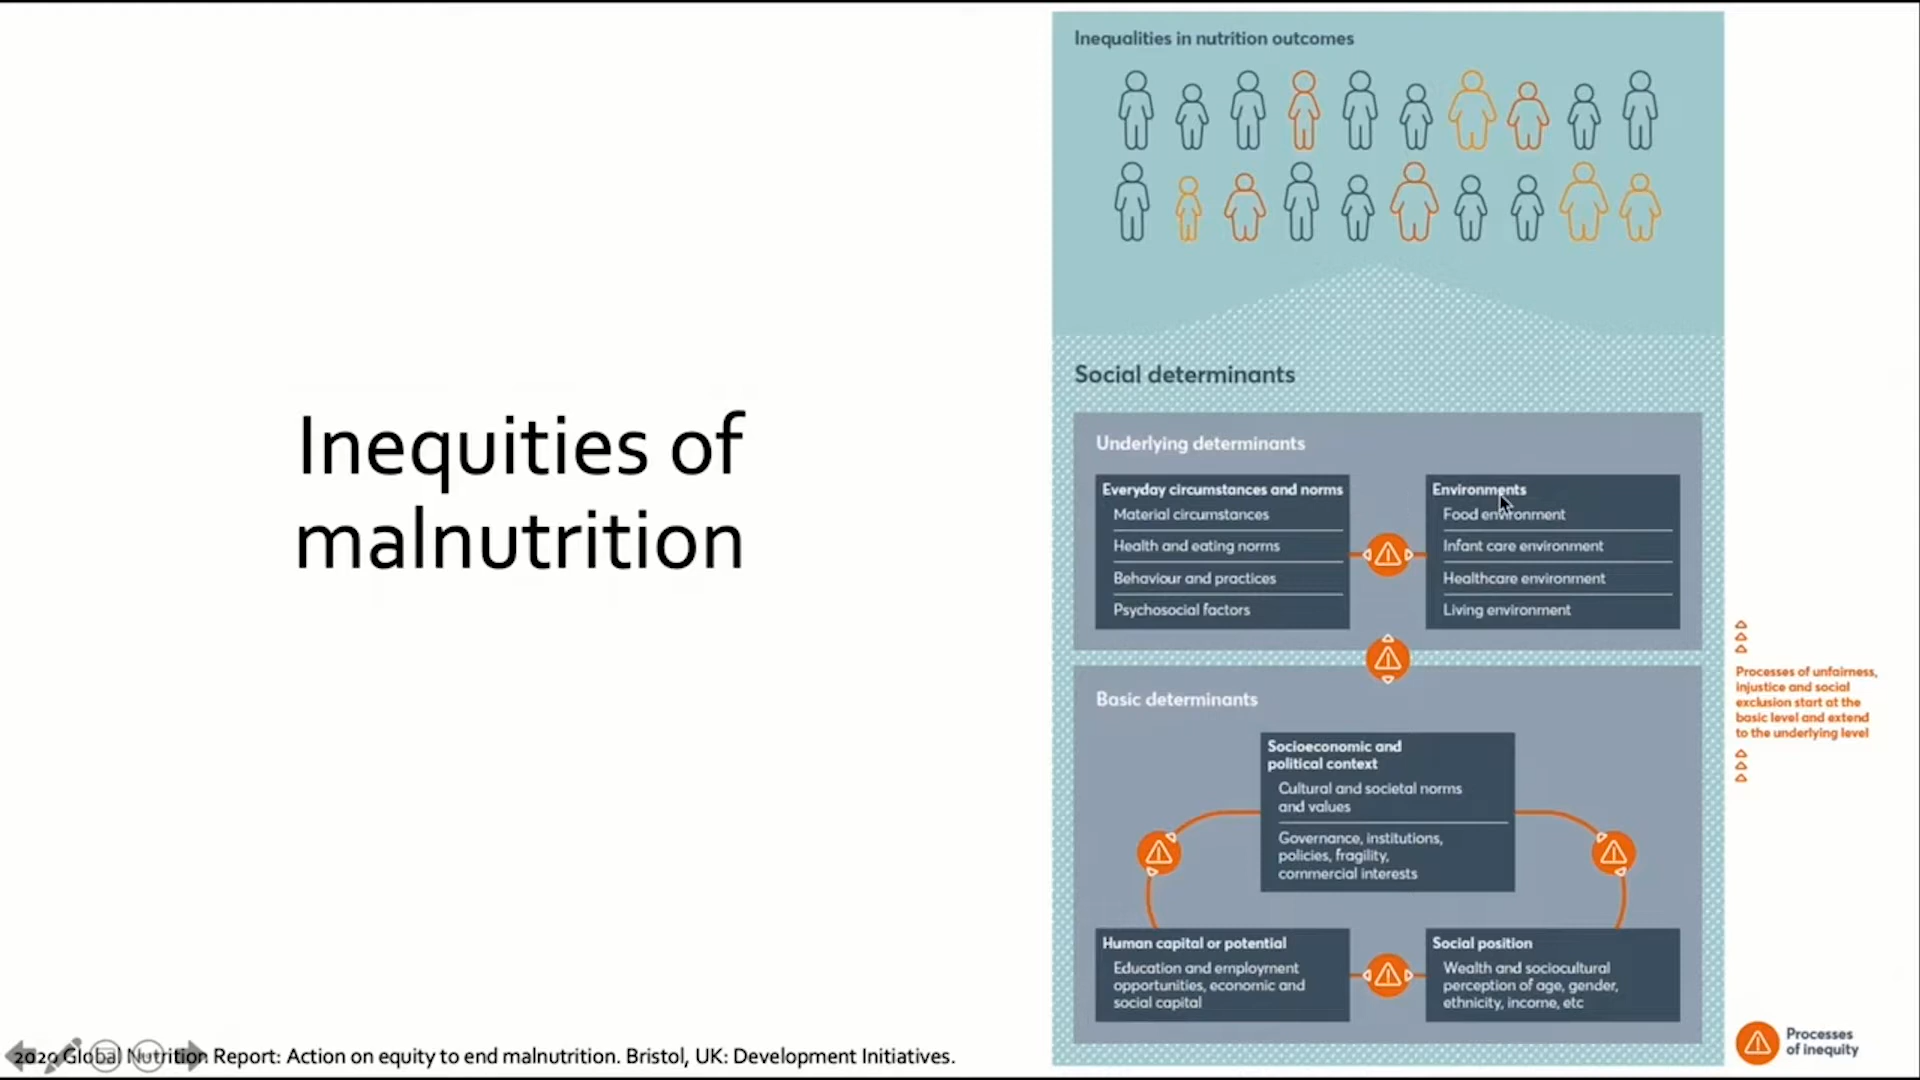 Inequities of
malnutrition
2020 Global Nutrition Report: Action on equity to end malnutrition. Bristol, UK: Development Initiatives.
Inequalities in nutrition outcomes
Social determinants
Underlying determinants
Everyday circumstances and norms
Material circumstances
Health and eating norms
Behaviour and practices
Psychosocial factors
Environments
Food environment
Infant care environment
Healthcare environment
Living environment
Basic determinants
Socioeconomic and
political context
Cultural and societal norms
and values
Governance, institutions,
policies, fragility,
commercial interests
Human capital or potential
Education and employment
opportunities, economic and
social capital
Social position
Wealth and sociocultural
perception of age, gender,
ethnicity, income, etc
Processes of unfairness,
injustice and social
exclusion start at the
basic level and extend
to the underlying level
Processes
of inequity